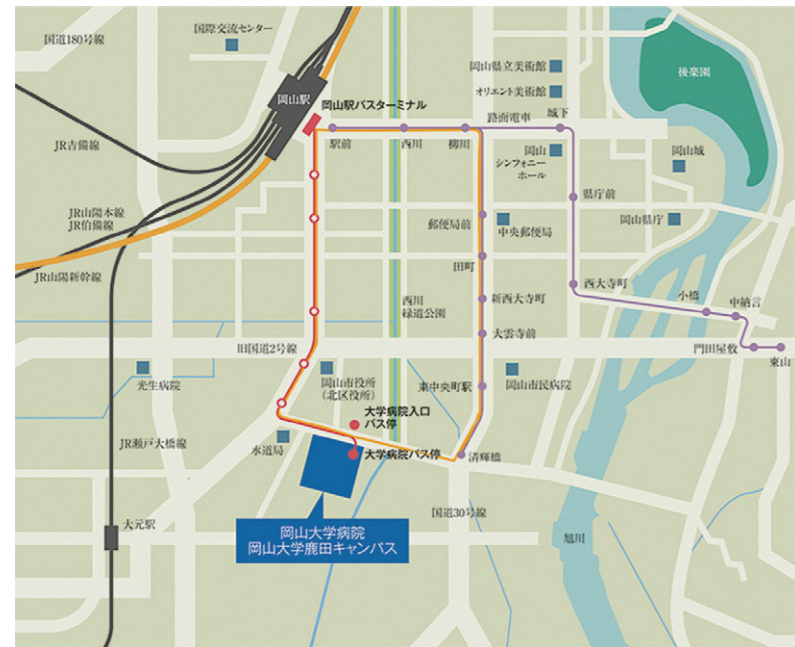 国道180号線
国際交流センター
岡山駅
岡山駅バスターミナル
岡山県立美術館
オリエント美術館
後楽園
路面電車
城下
JR吉備線
駅前
西川
柳川
岡山
シンフォニー
ホール
岡山城
県庁前
JR山陽本線
JR伯備線
郵便局前
中央郵便局
岡山県庁
田町
JR山陽新幹線
西川
緑道公園
新西大寺町
西大寺町
小橋
中納言
大雲寺前
旧国道2号線
門田屋敷
東山
光生病院
岡山市役所
(北区役所)
東中央町駅
岡山市民病院
大学病院入口
バス停
JR瀬戸大橋線
水道局
大学病院バス停
清輝橋
国道30号線
大元駅
岡山大学病院
岡山大学鹿田キャンパス
旭川